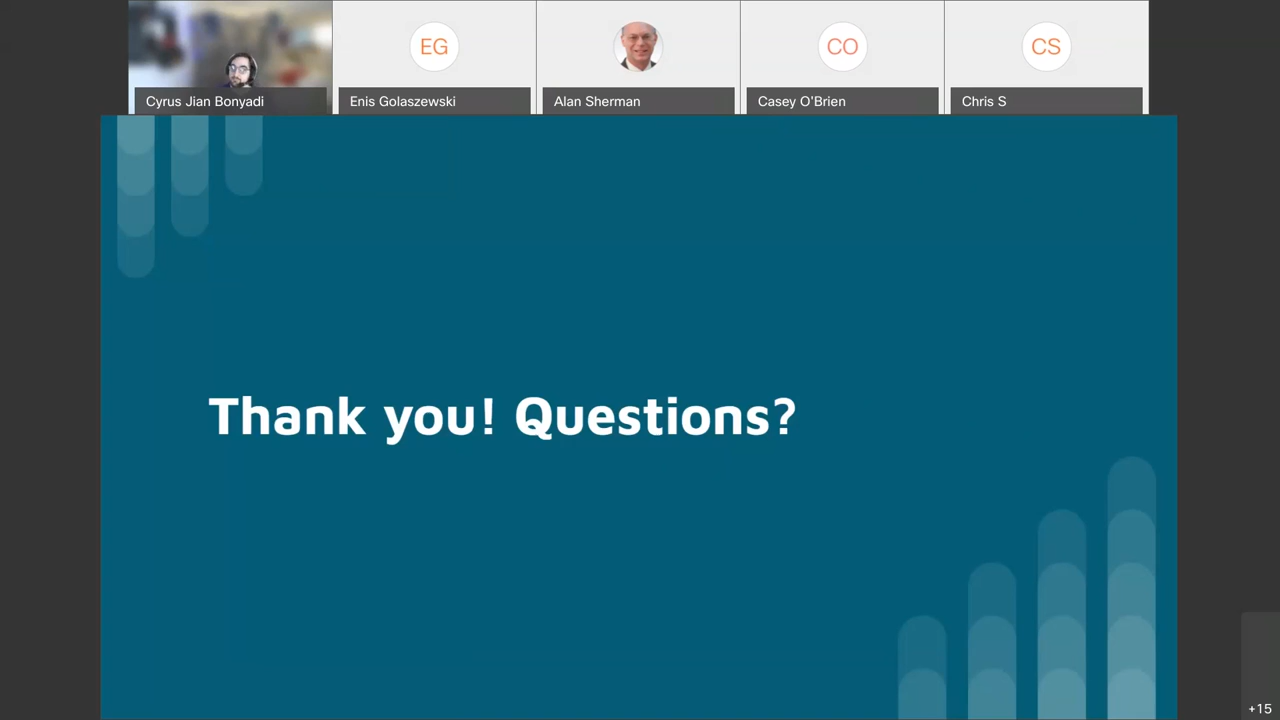 EG
CO
CS
Cyrus Jian Bonyadi
Enis Golaszewski
Alan Sherman
Casey O'Brien
Chris S
Thank you! Questions?
+15